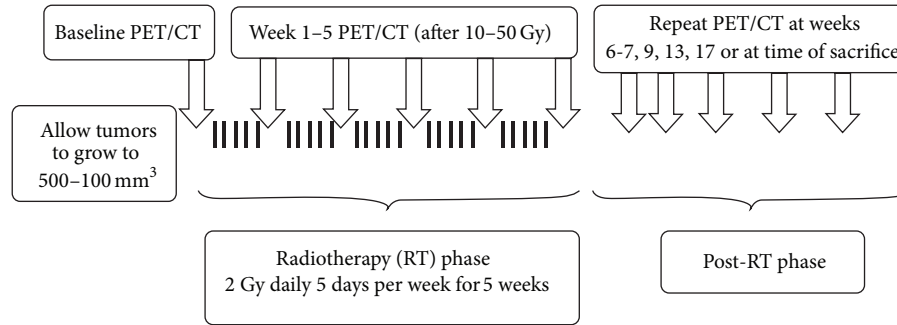 Baseline PET/CT
Week 1–5 PET/CT (after 10–50 Gy)
Repeat PET/CT at weeks
6-7, 9, 13, 17 or at time of sacrifice
Allow tumors
to grow to
500–100 mm³
Radiotherapy (RT) phase
2 Gy daily 5 days per week for 5 weeks
Post-RT phase